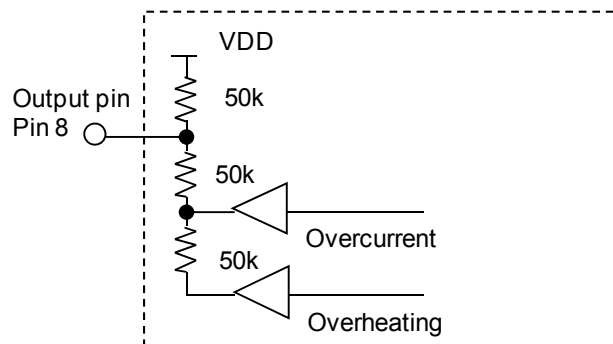 VDD
50k
Output pin
Pin 8
50k
Overcurrent
50k
Overheating